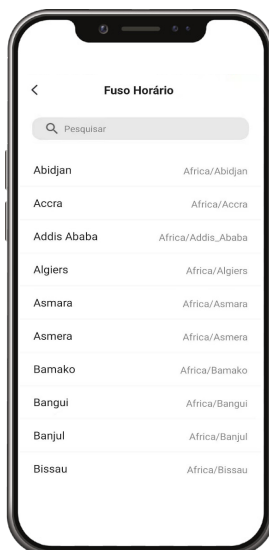 Fuso Horário
Pesquisar
Abidjan Africa/Abidjan
Accra Africa/Accra
Addis Ababa Africa/Addis_Ababa
Algiers Africa/Algiers
Asmara Africa/Asmara
Asmera Africa/Asmera
Bamako Africa/Bamako
Bangui Africa/Bangui
Banjul Africa/Banjul
Bissau Africa/Bissau